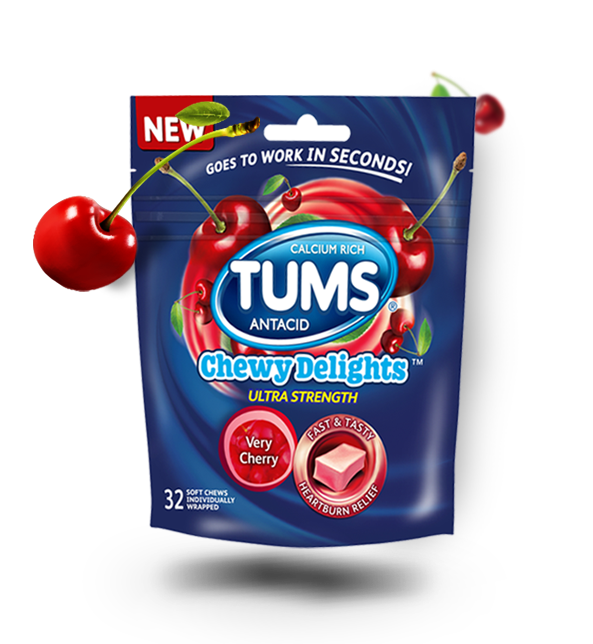 NEW
GOES TO WORK IN SECONDS!
CALCIUM RICH
TUMS®
ANTACID
Chewy Delights™
ULTRA STRENGTH
Very
Cherry
FAST & TASTY
HEARTBURN RELIEF
32 SOFT CHEWS
INDIVIDUALLY
WRAPPED